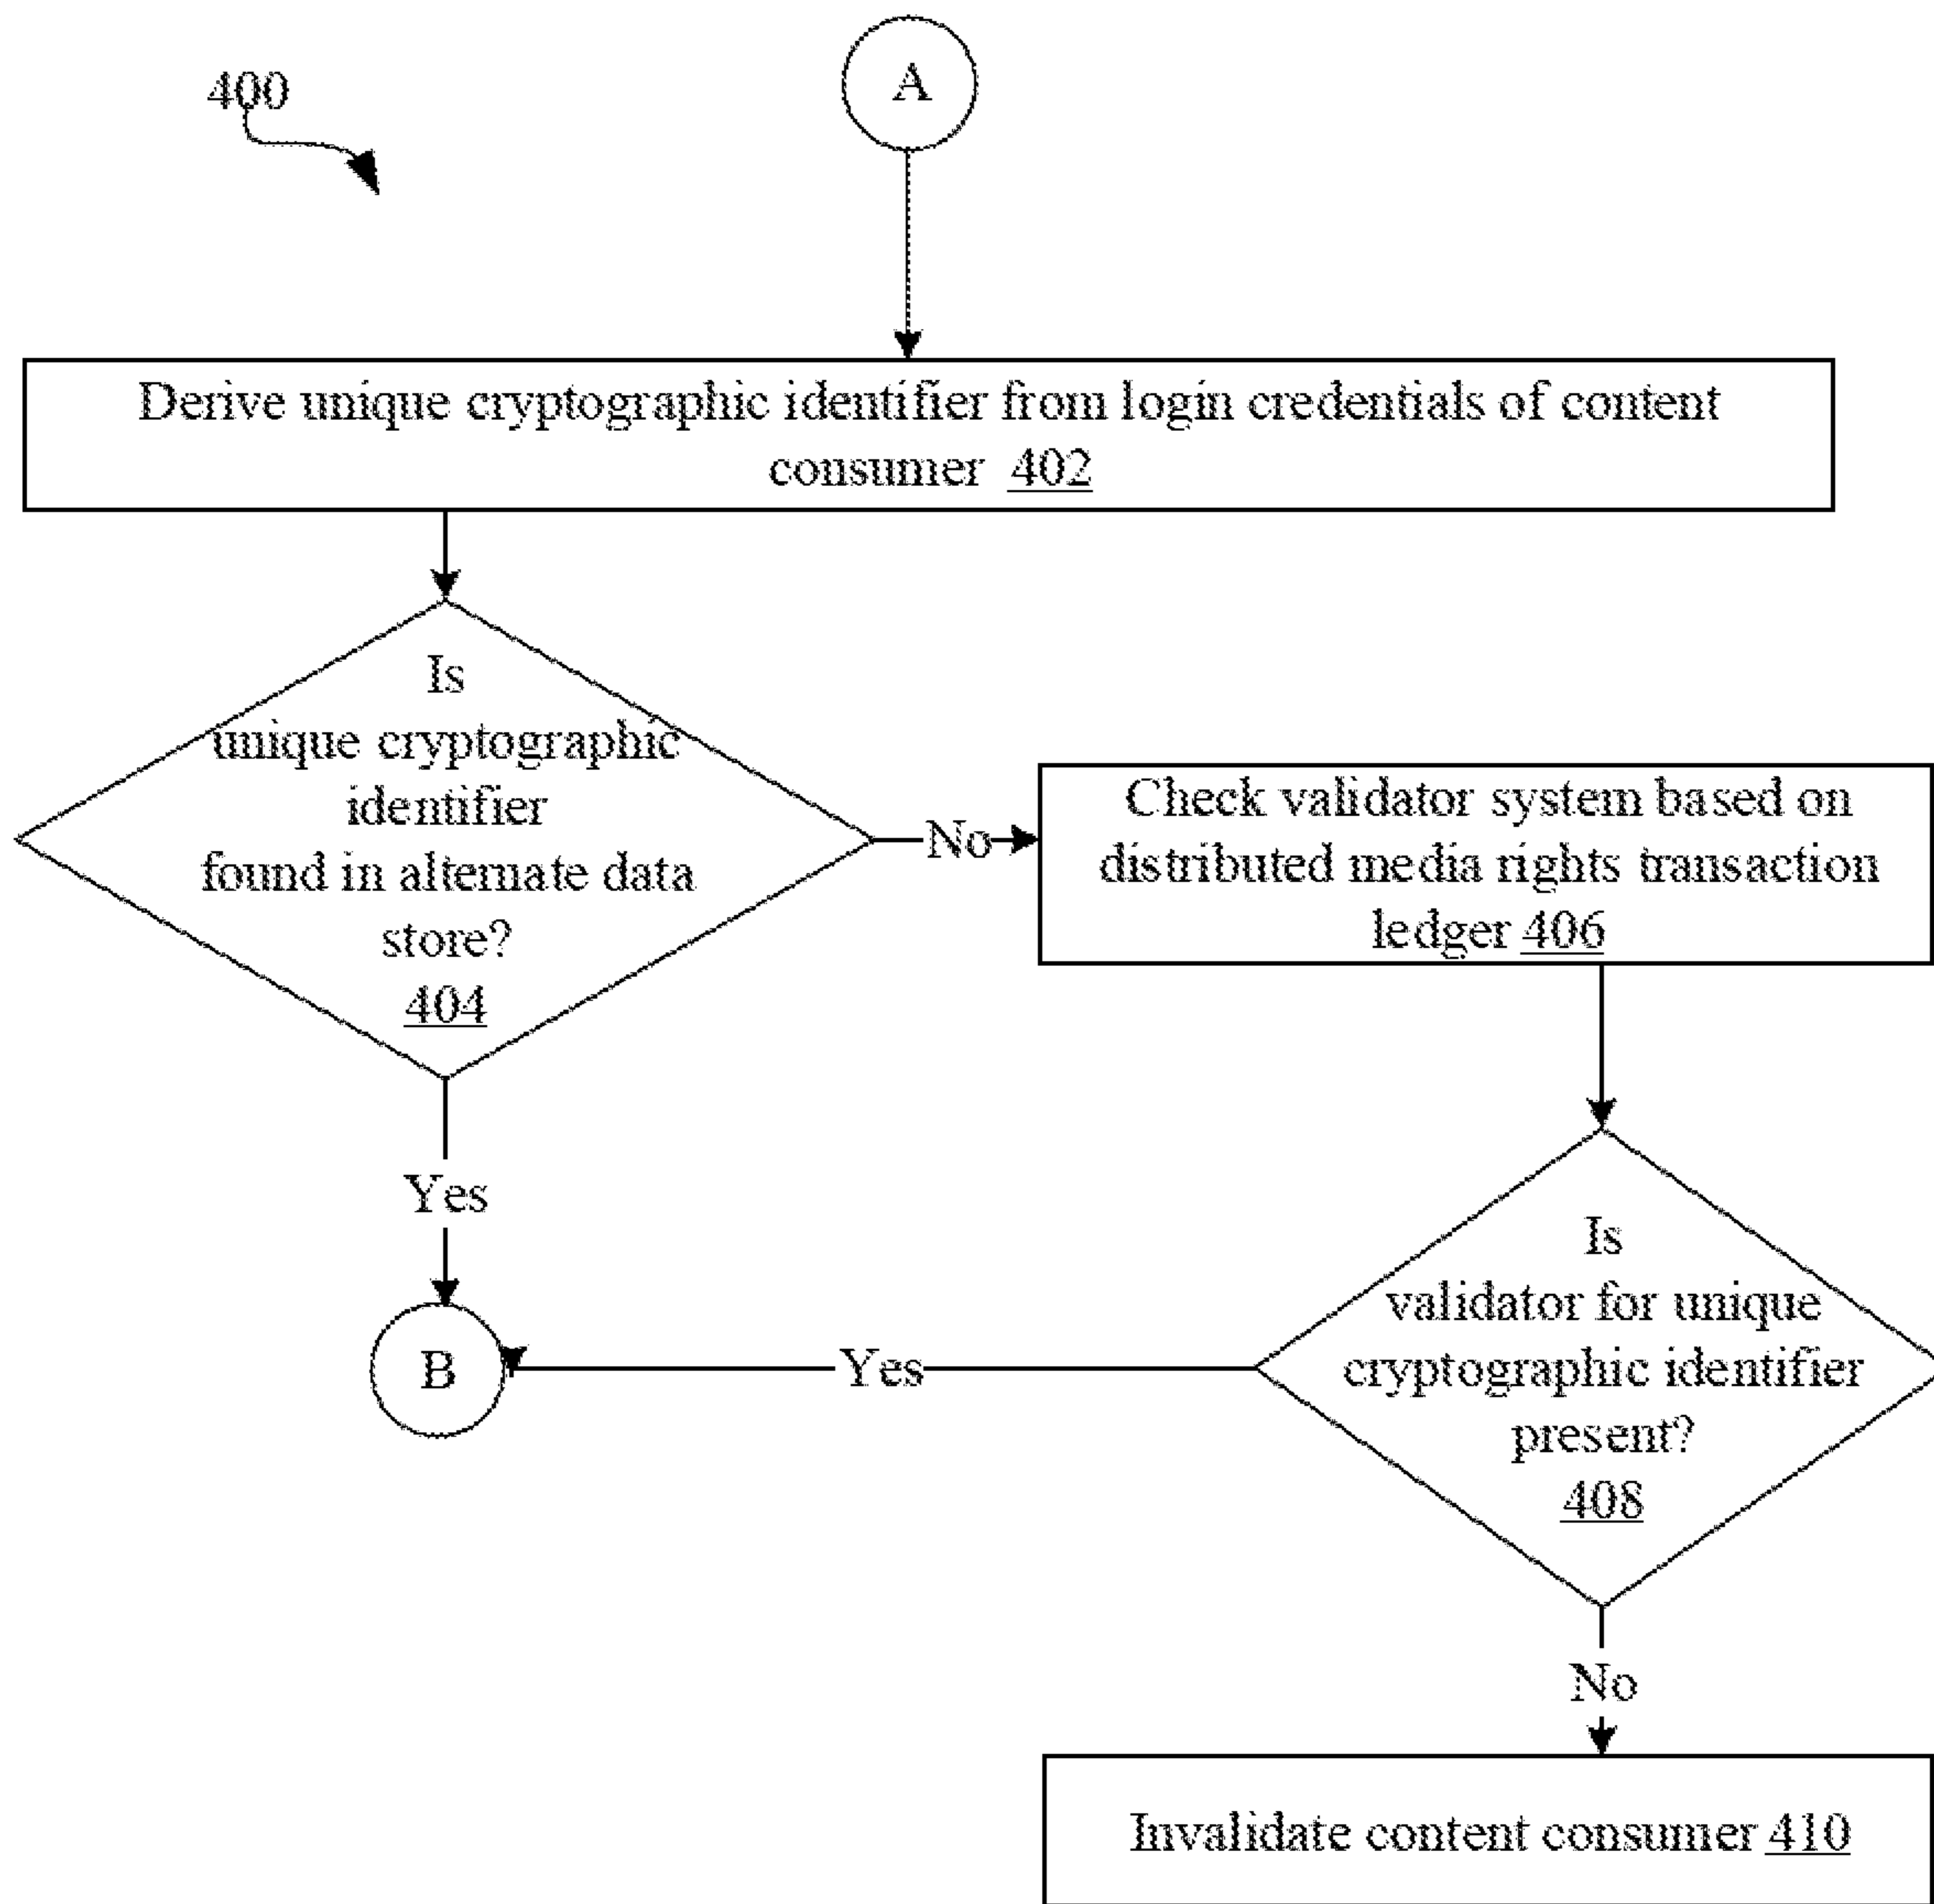 400
A
Derive unique cryptographic identifier from login credentials of content
consumer 402
Is
unique cryptographic
identifier
found in alternate data
store?
404
No
Check validator system based on
distributed media rights transaction
ledger 406
Yes
Is
validator for unique
cryptographic identifier
present?
408
B
Yes
No
Invalidate content consumer 410